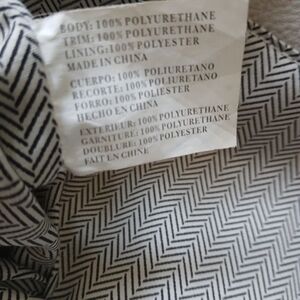 BODY: 100% POLYURETHANE
TRIM: 100% POLYURETHANE
LINING:100% POLYESTER
MADE IN CHINA
CUERPO: 100% POLIURETANO
RECORTE: 100% POLIURETANO
FORRO: 100% POLIESTER
HECHO EN CHINA
EXTERIEUR: 100% POLYURETHANE
GARNITURE: 100% POLYURETHANE
DOUBLURE: 100% POLYESTER
FAIT EN CHINE